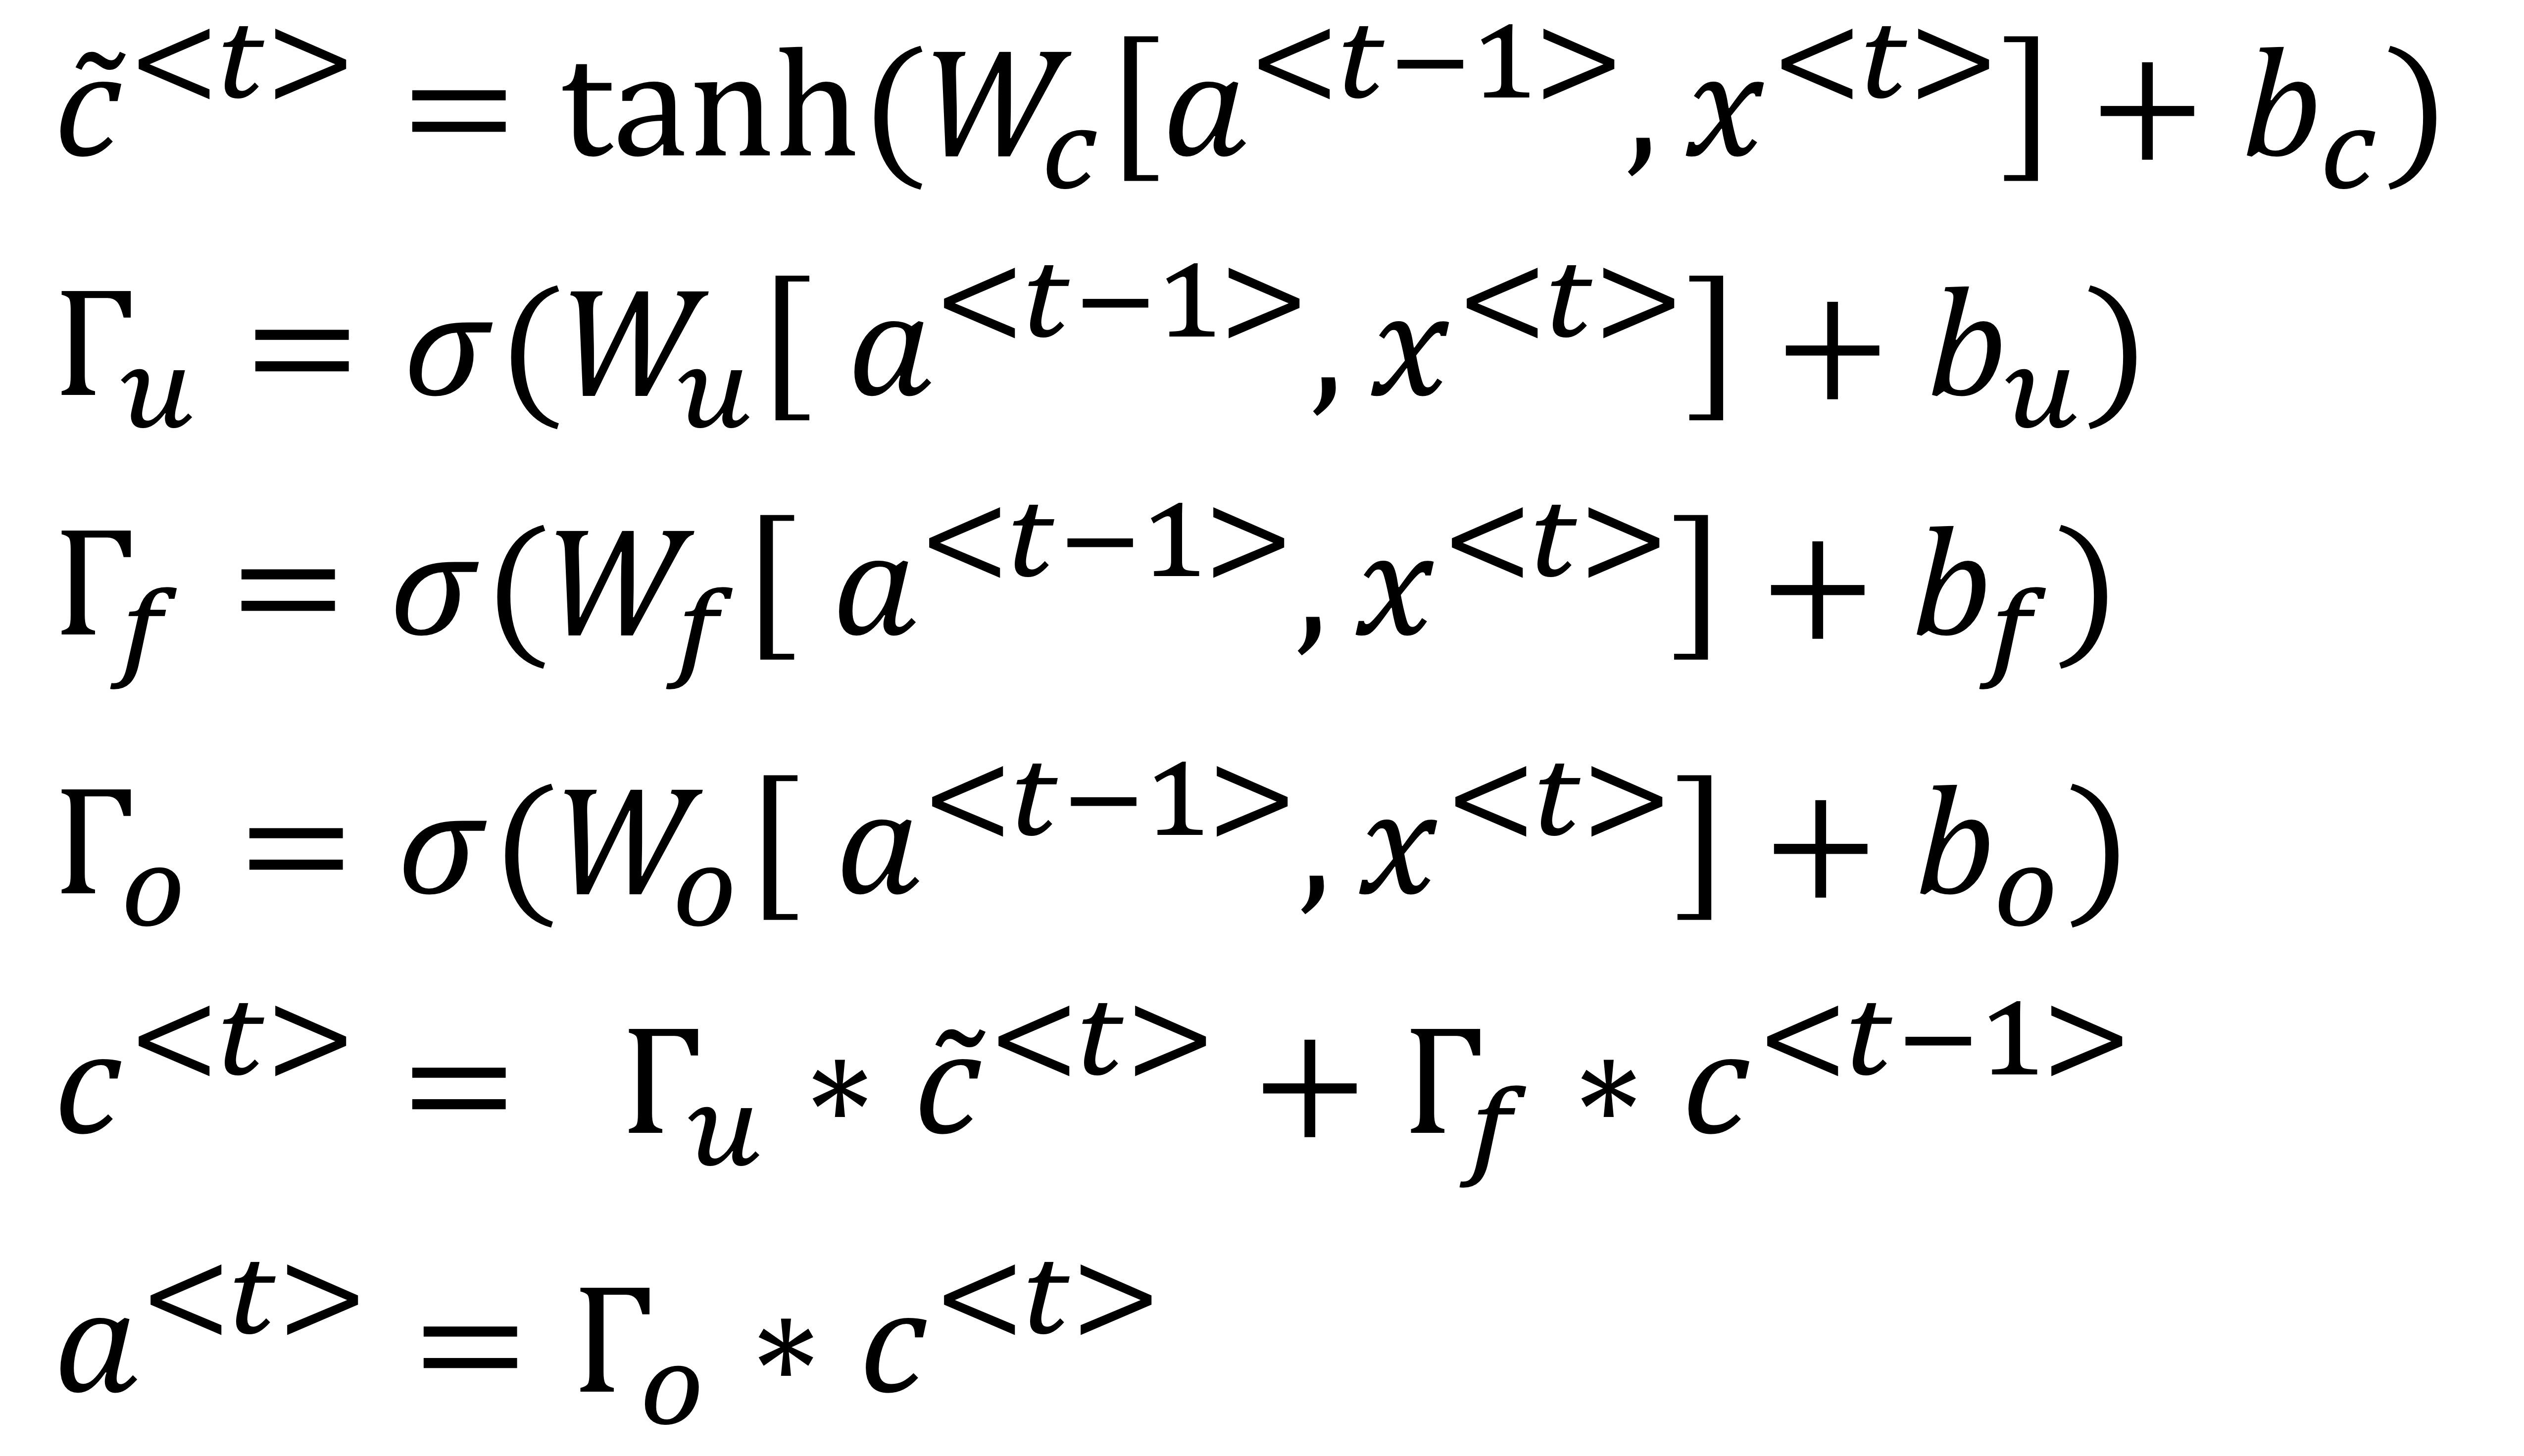 c̃^{<t>} = tanh(W_c[a^{<t−1>}, x^{<t>}] + b_c)
Γ_u = σ(W_u[ a^{<t−1>}, x^{<t>}] + b_u)
Γ_f = σ(W_f[ a^{<t−1>}, x^{<t>}] + b_f)
Γ_o = σ(W_o[ a^{<t−1>}, x^{<t>}] + b_o)
c^{<t>} = Γ_u ∗ c̃^{<t>} + Γ_f ∗ c^{<t−1>}
a^{<t>} = Γ_o ∗ c^{<t>}